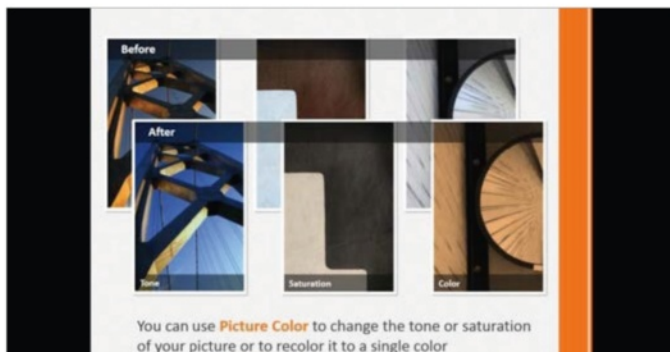 Before
After
Tone
Saturation
Color
You can use Picture Color to change the tone or saturation
of your picture or to recolor it to a single color